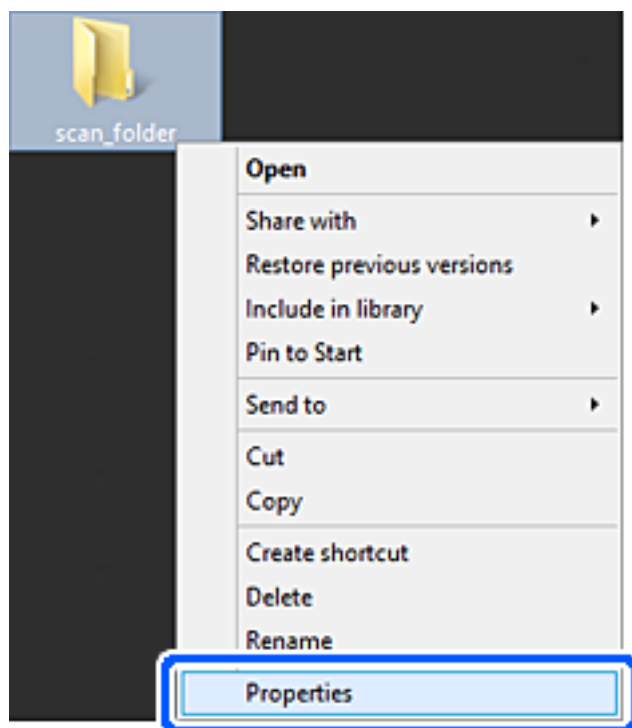 scan_folder
Open
Share with
Restore previous versions
Include in library
Pin to Start
Send to
Cut
Copy
Create shortcut
Delete
Rename
Properties